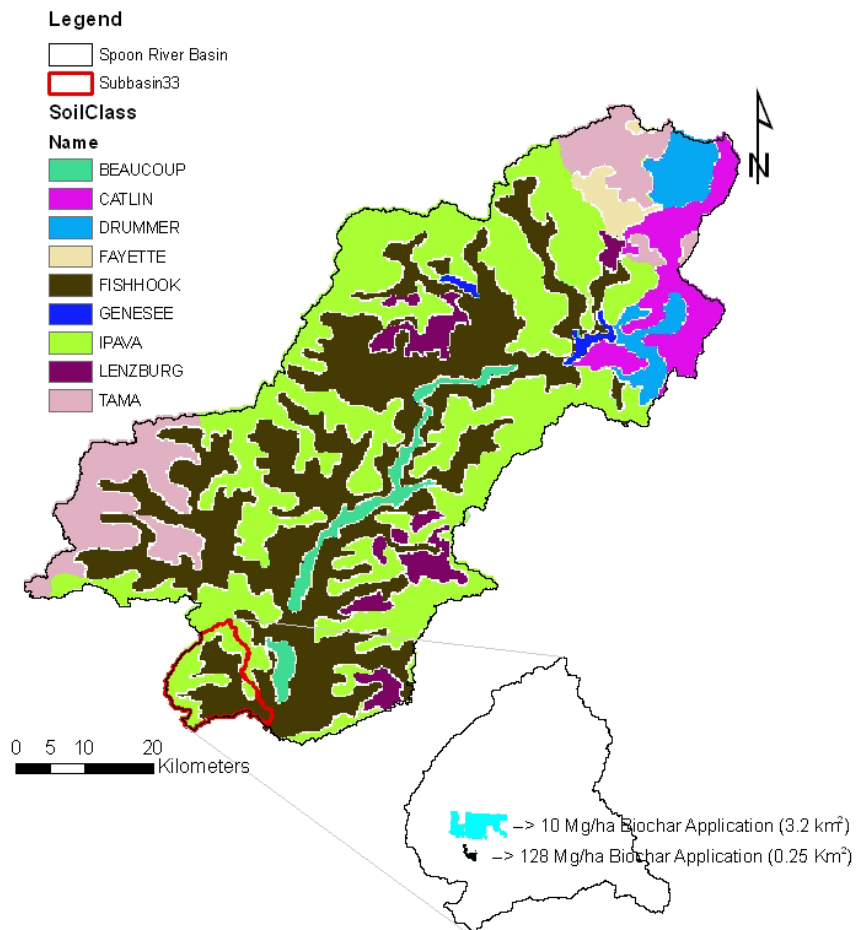 Legend
Spoon River Basin
Subbasin33
SoilClass
Name
BEAUCOUP
CATLIN
DRUMMER
FAYETTE
FISHHOOK
GENESEE
IPAVA
LENZBURG
TAMA
N
0 5 10 20
Kilometers
--> 10 Mg/ha Biochar Application (3.2 km²)
--> 128 Mg/ha Biochar Application (0.25 Km²)